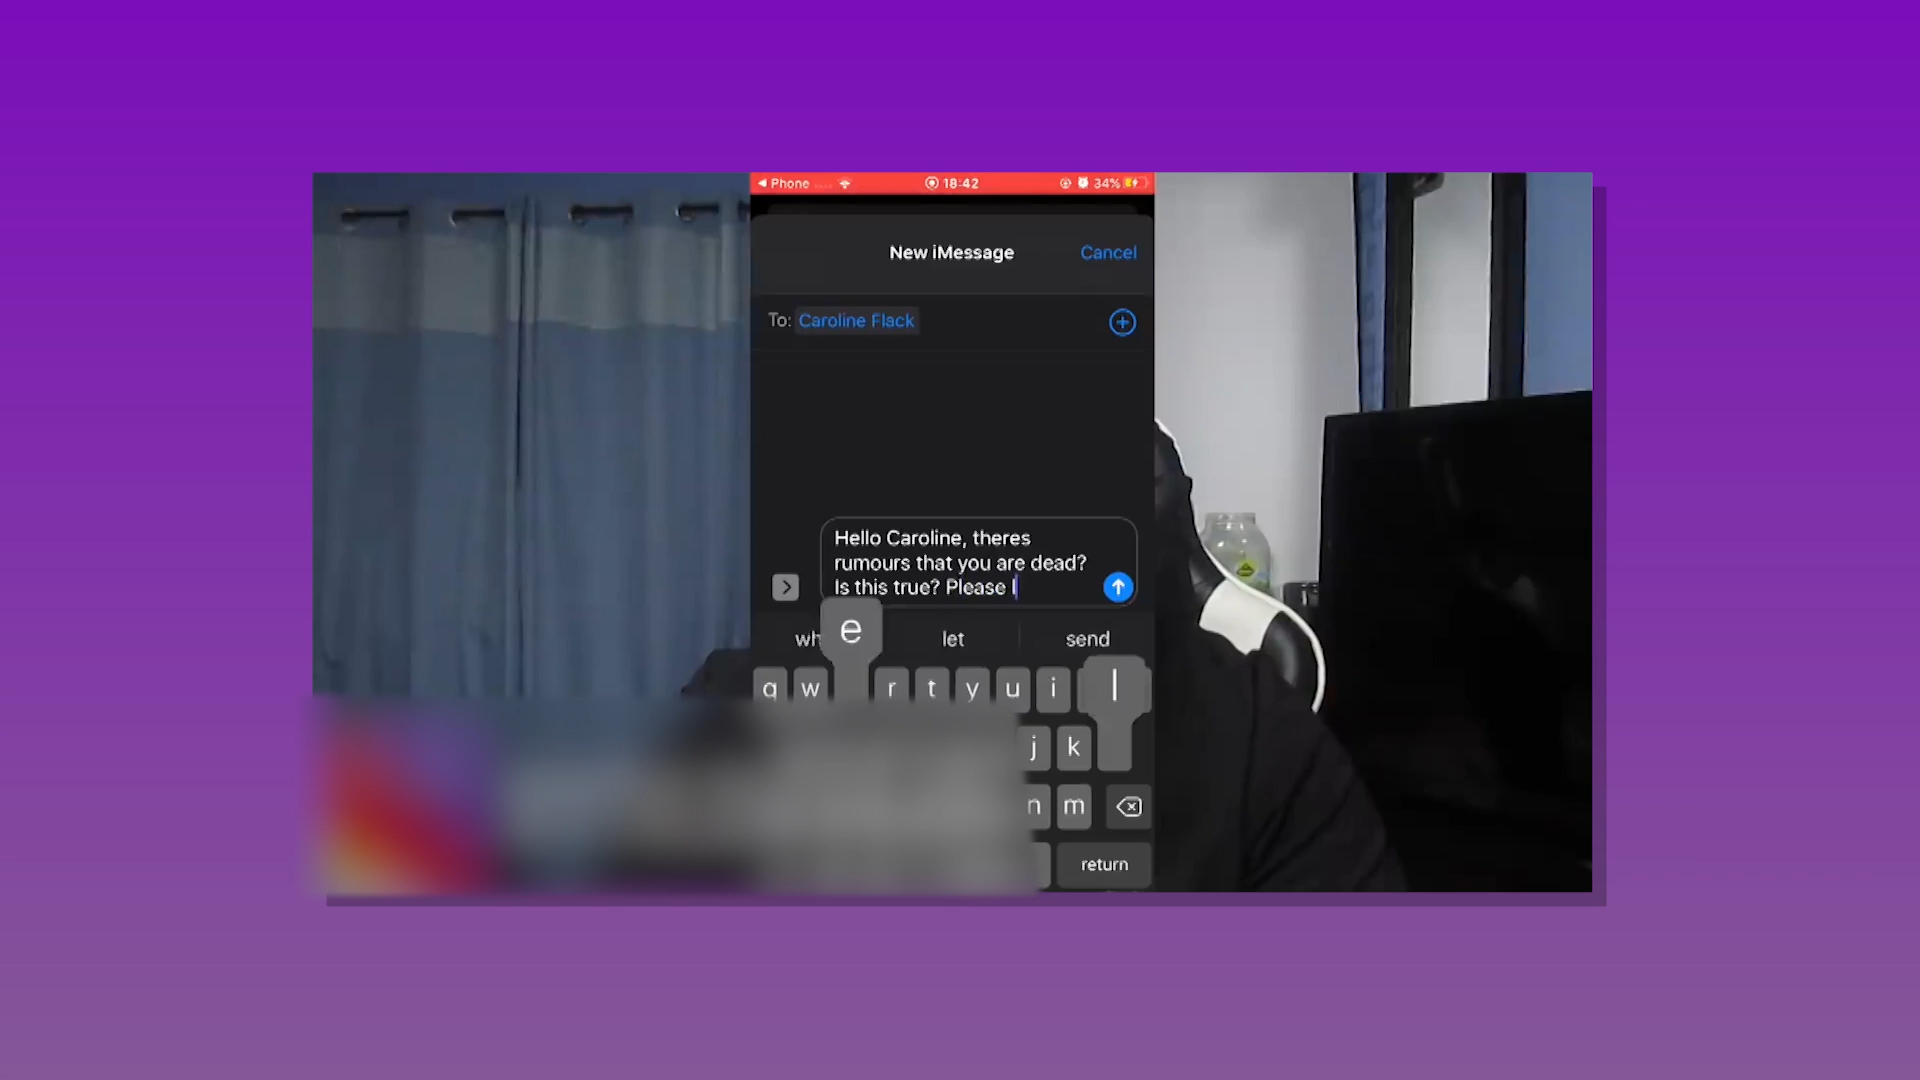 Phone 18:42 34%
New iMessage Cancel
To: Caroline Flack
Hello Caroline, theres
rumours that you are dead?
Is this true? Please l
e
let send
q w r t y u i l
j k
n m
return